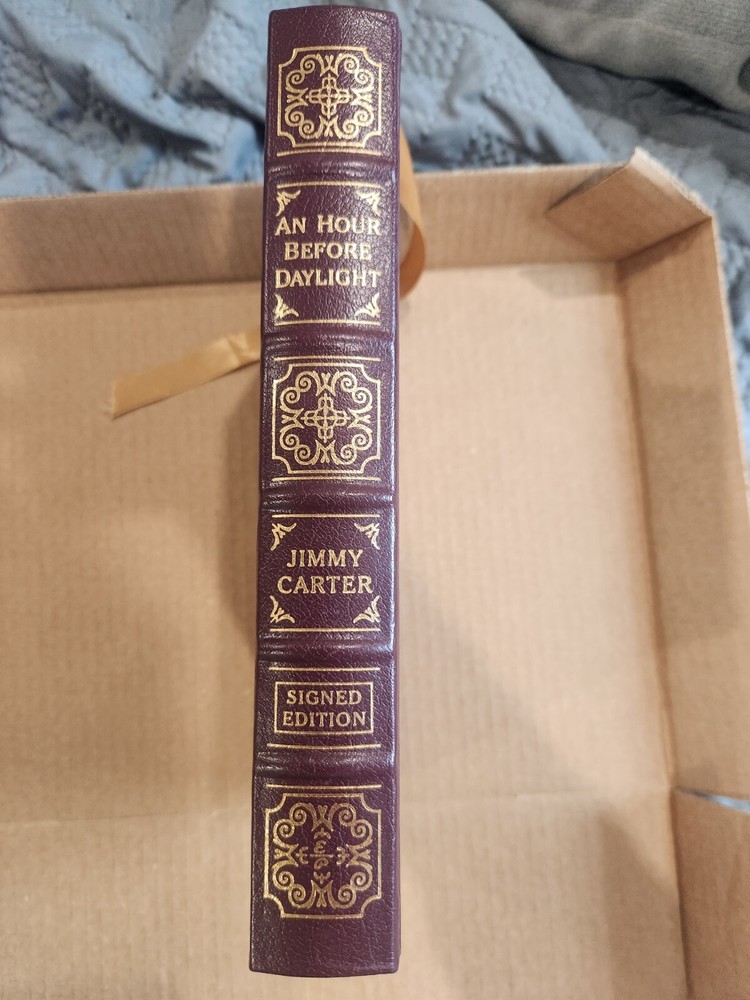 AN HOUR
BEFORE
DAYLIGHT
JIMMY
CARTER
SIGNED
EDITION